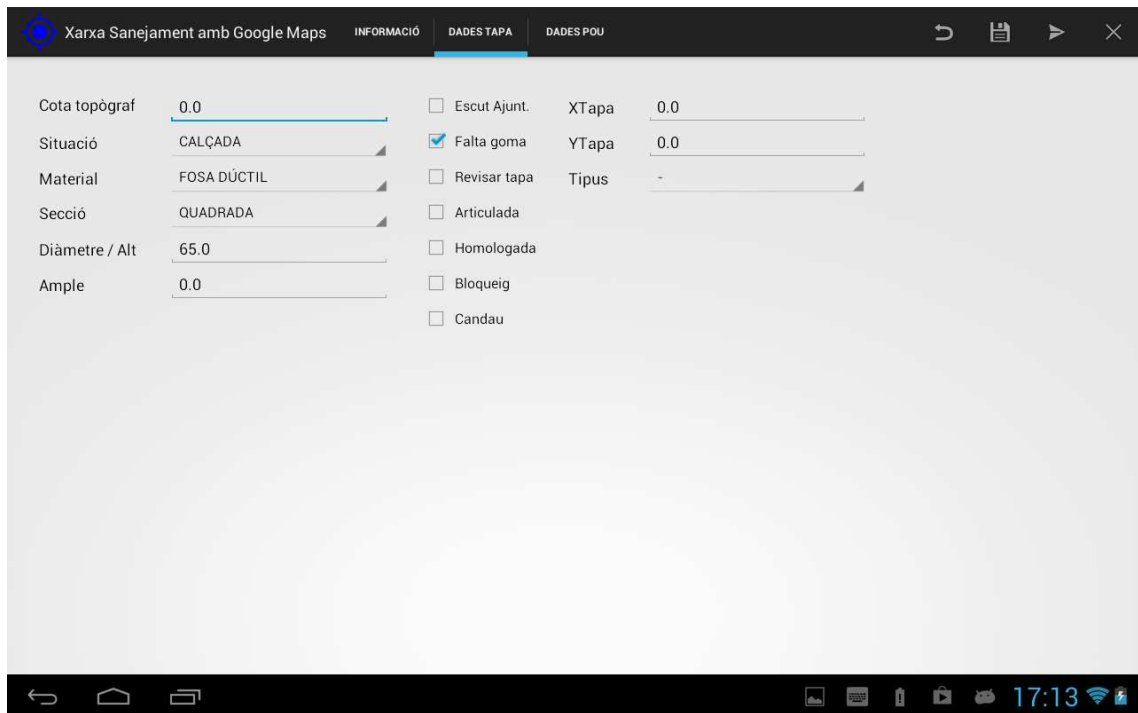 Xarxa Sanejament amb Google Maps INFORMACIÓ DADES TAPA DADES POU
Cota topògraf 0.0 Escut Ajunt. XTapa 0.0
Situació CALÇADA Falta goma YTapa 0.0
Material FOSA DÚCTIL Revisar tapa Tipus -
Secció QUADRADA Articulada
Diàmetre / Alt 65.0 Homologada
Ample 0.0 Bloqueig
Candau
17:13